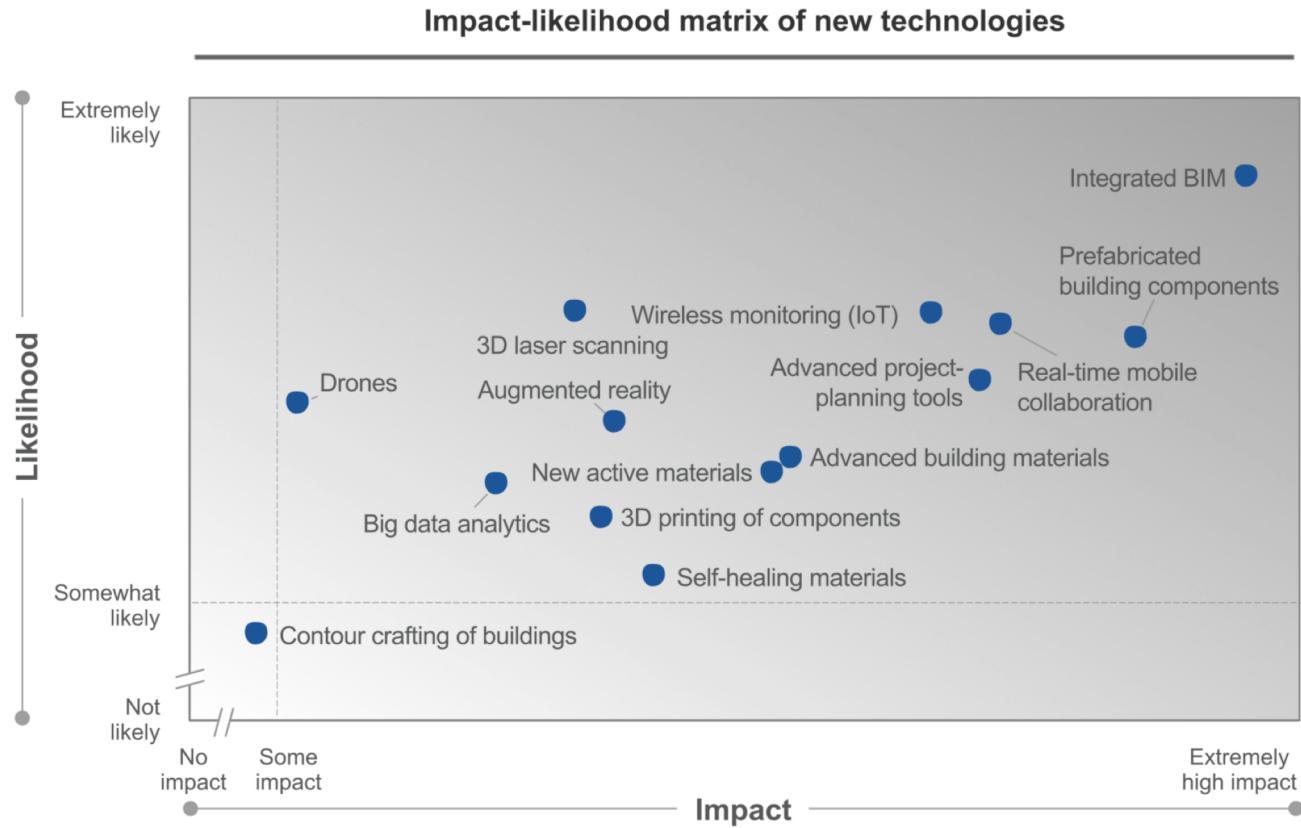 Impact-likelihood matrix of new technologies
Extremely
likely
Integrated BIM
Prefabricated
building components
Wireless monitoring (IoT)
3D laser scanning
Advanced project-
planning tools
Real-time mobile
collaboration
Drones
Augmented reality
Likelihood
New active materials
Advanced building materials
Big data analytics
3D printing of components
Self-healing materials
Somewhat
likely
Contour crafting of buildings
Not
likely
No
impact
Some
impact
Extremely
high impact
Impact